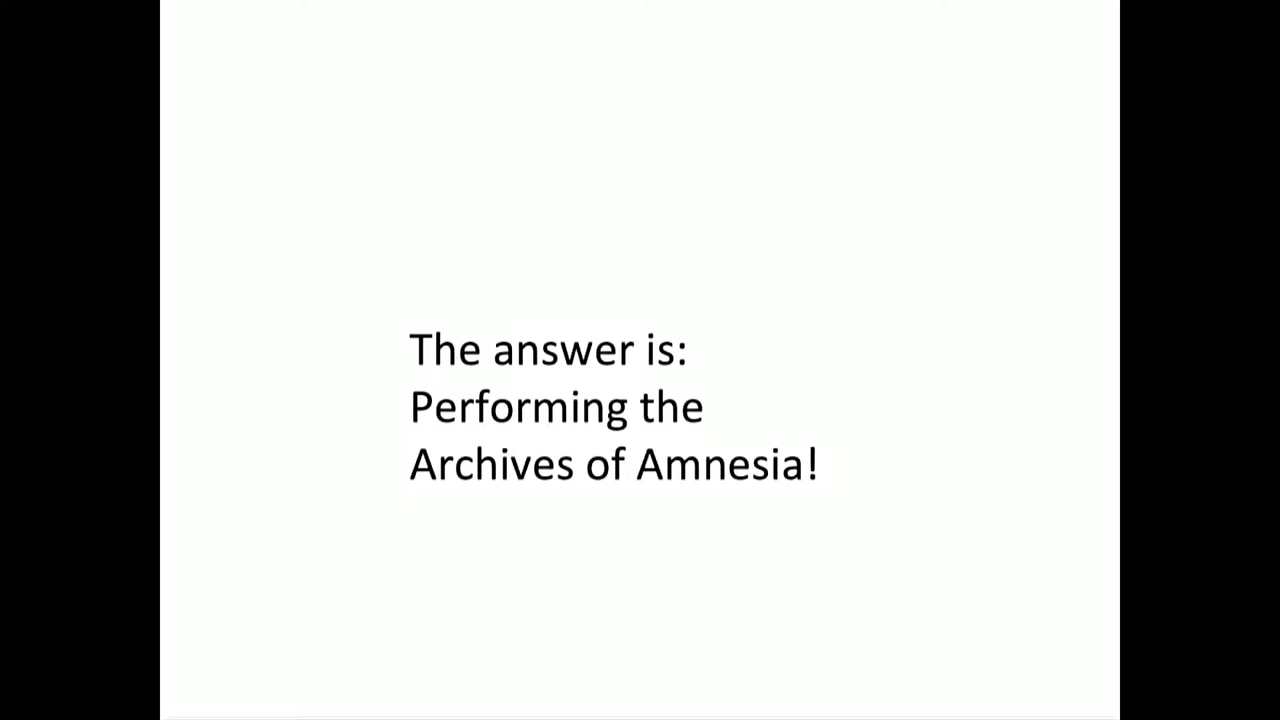 The answer is:
Performing the
Archives of Amnesia!